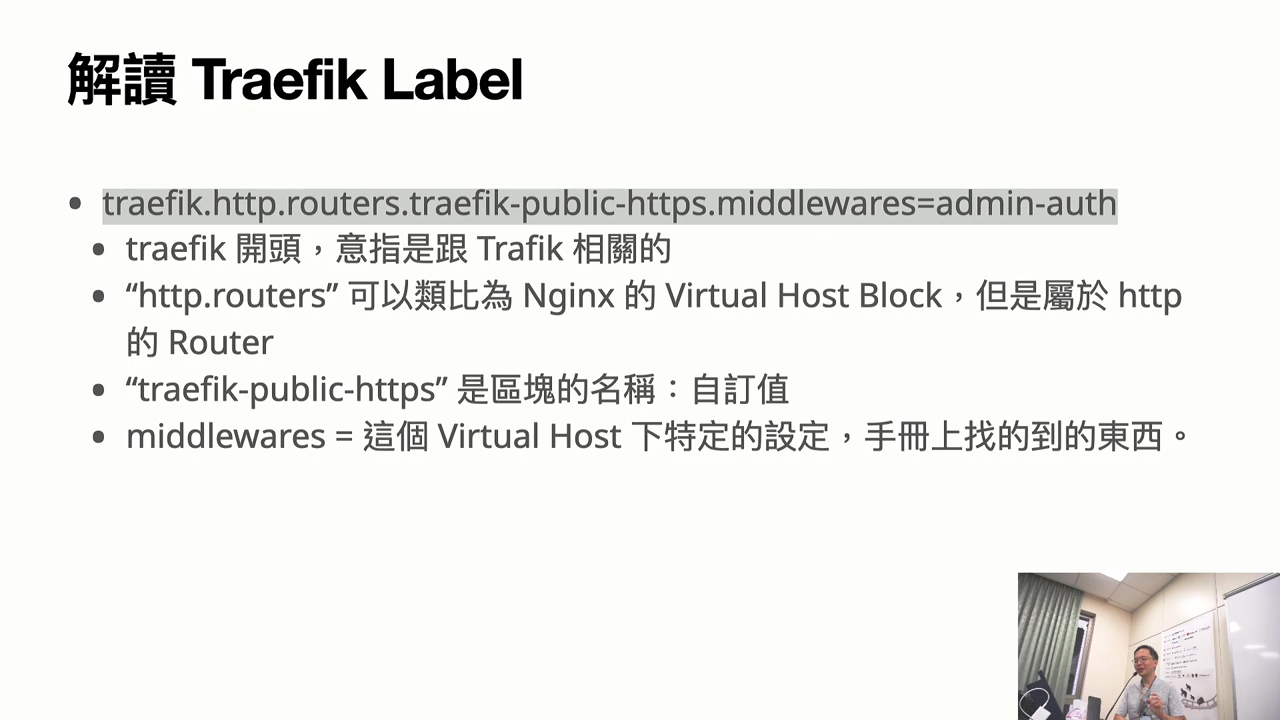 解讀 Traefik Label
• traefik.http.routers.traefik-public-https.middlewares=admin-auth
• traefik 開頭，意指是跟 Trafik 相關的
• “http.routers” 可以類比為 Nginx 的 Virtual Host Block，但是屬於 http
的 Router
• “traefik-public-https” 是區塊的名稱：自訂值
• middlewares = 這個 Virtual Host 下特定的設定，手冊上找的到的東西。